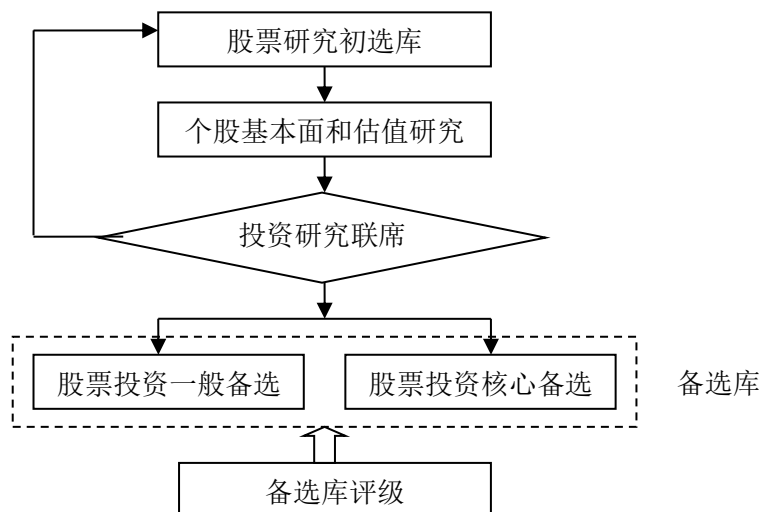 股票研究初选库
个股基本面和估值研究
投资研究联席
股票投资一般备选
股票投资核心备选
备选库
备选库评级